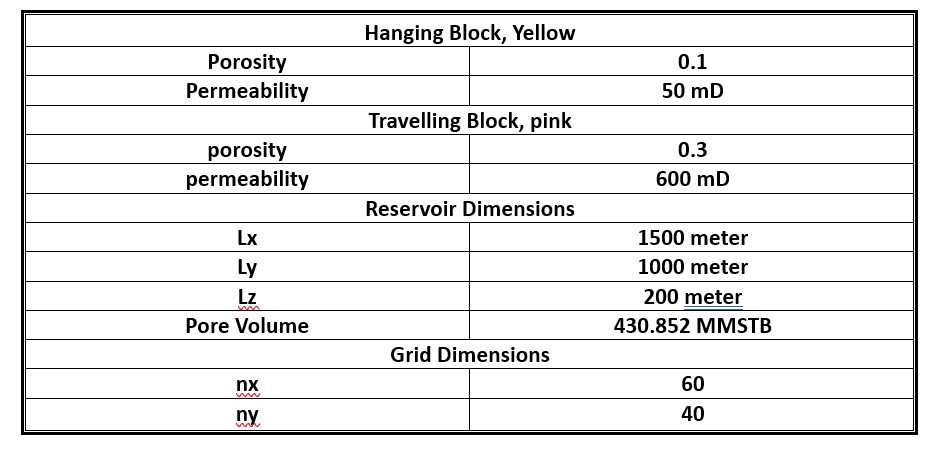 Hanging Block, Yellow
Porosity 0.1
Permeability 50 mD
Travelling Block, pink
porosity 0.3
permeability 600 mD
Reservoir Dimensions
Lx 1500 meter
Ly 1000 meter
Lz 200 meter
Pore Volume 430.852 MMSTB
Grid Dimensions
nx 60
ny 40